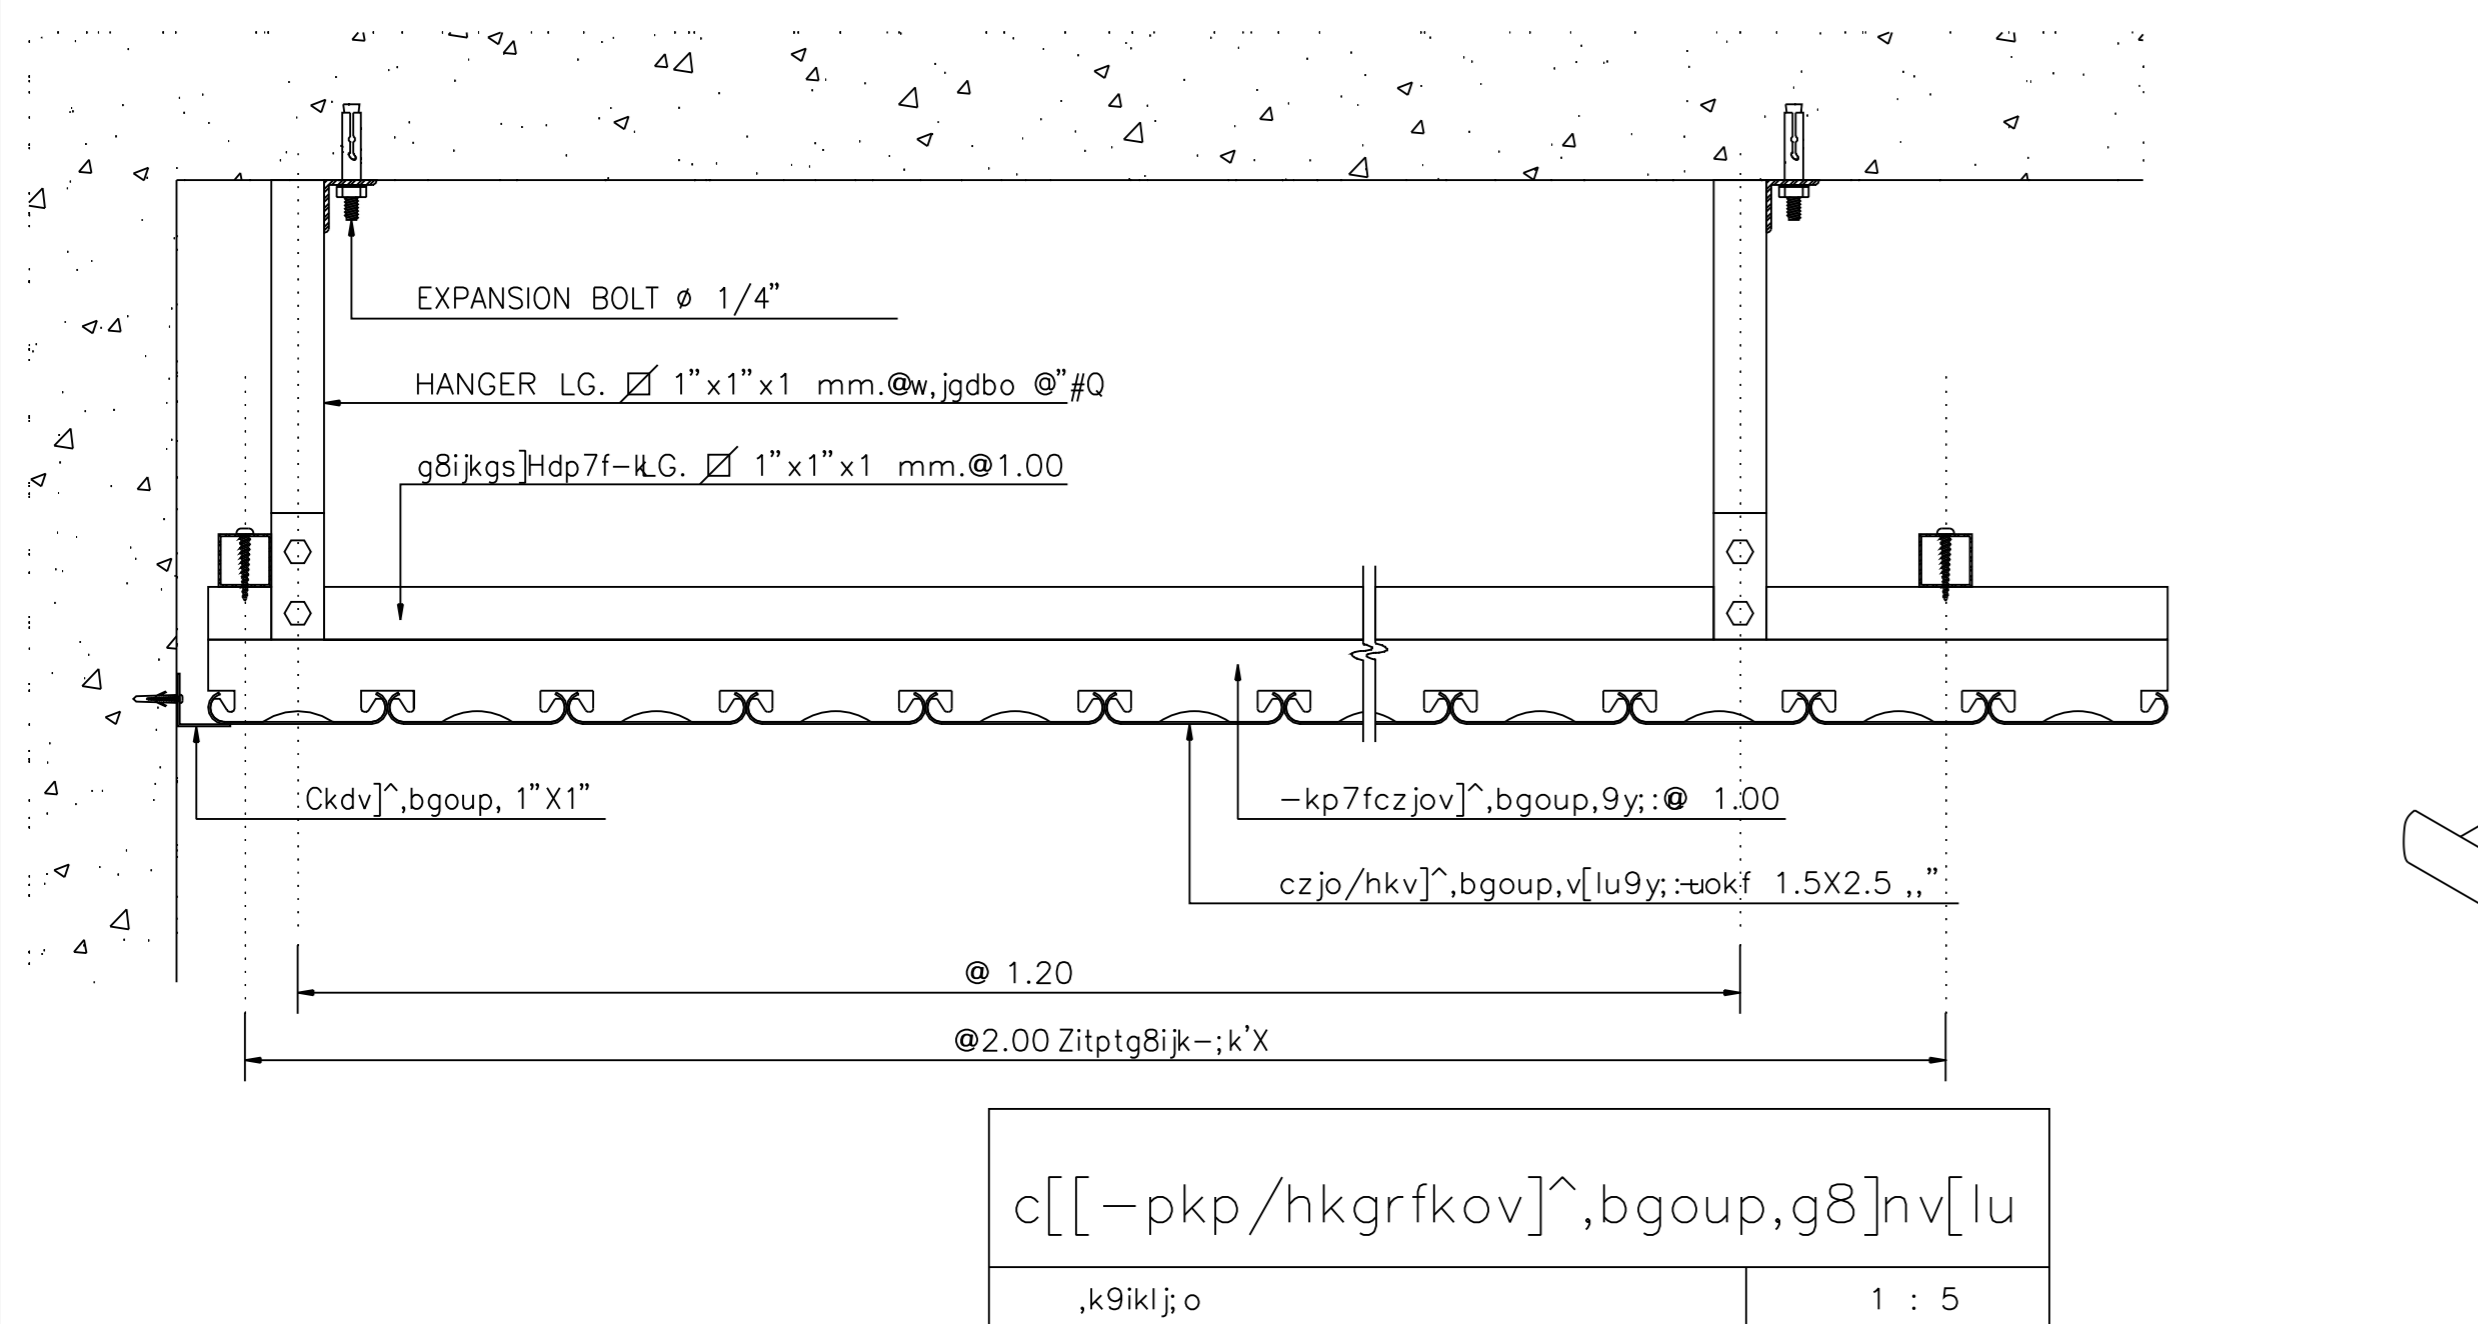 EXPANSION BOLT ø 1/4"
HANGER LG. 1"x1"x1 mm.@w,jgdbo @"#Q
g8ijkgs]Hdp7f-kLG. 1"x1"x1 mm.@1.00
Ckdv]^,bgoup, 1"X1"
-kp7fczjov]^,bgoup,9y;:@ 1.00
czjo/hkv]^,bgoup,v[lu9y;:-uokf 1.5X2.5 ,,"
@ 1.20
@2.00 Zitptg8ijk-;k'X
c[[-pkp/hkgrfkov]^,bgoup,g8]nv[lu
,k9iklj;o
1 : 5